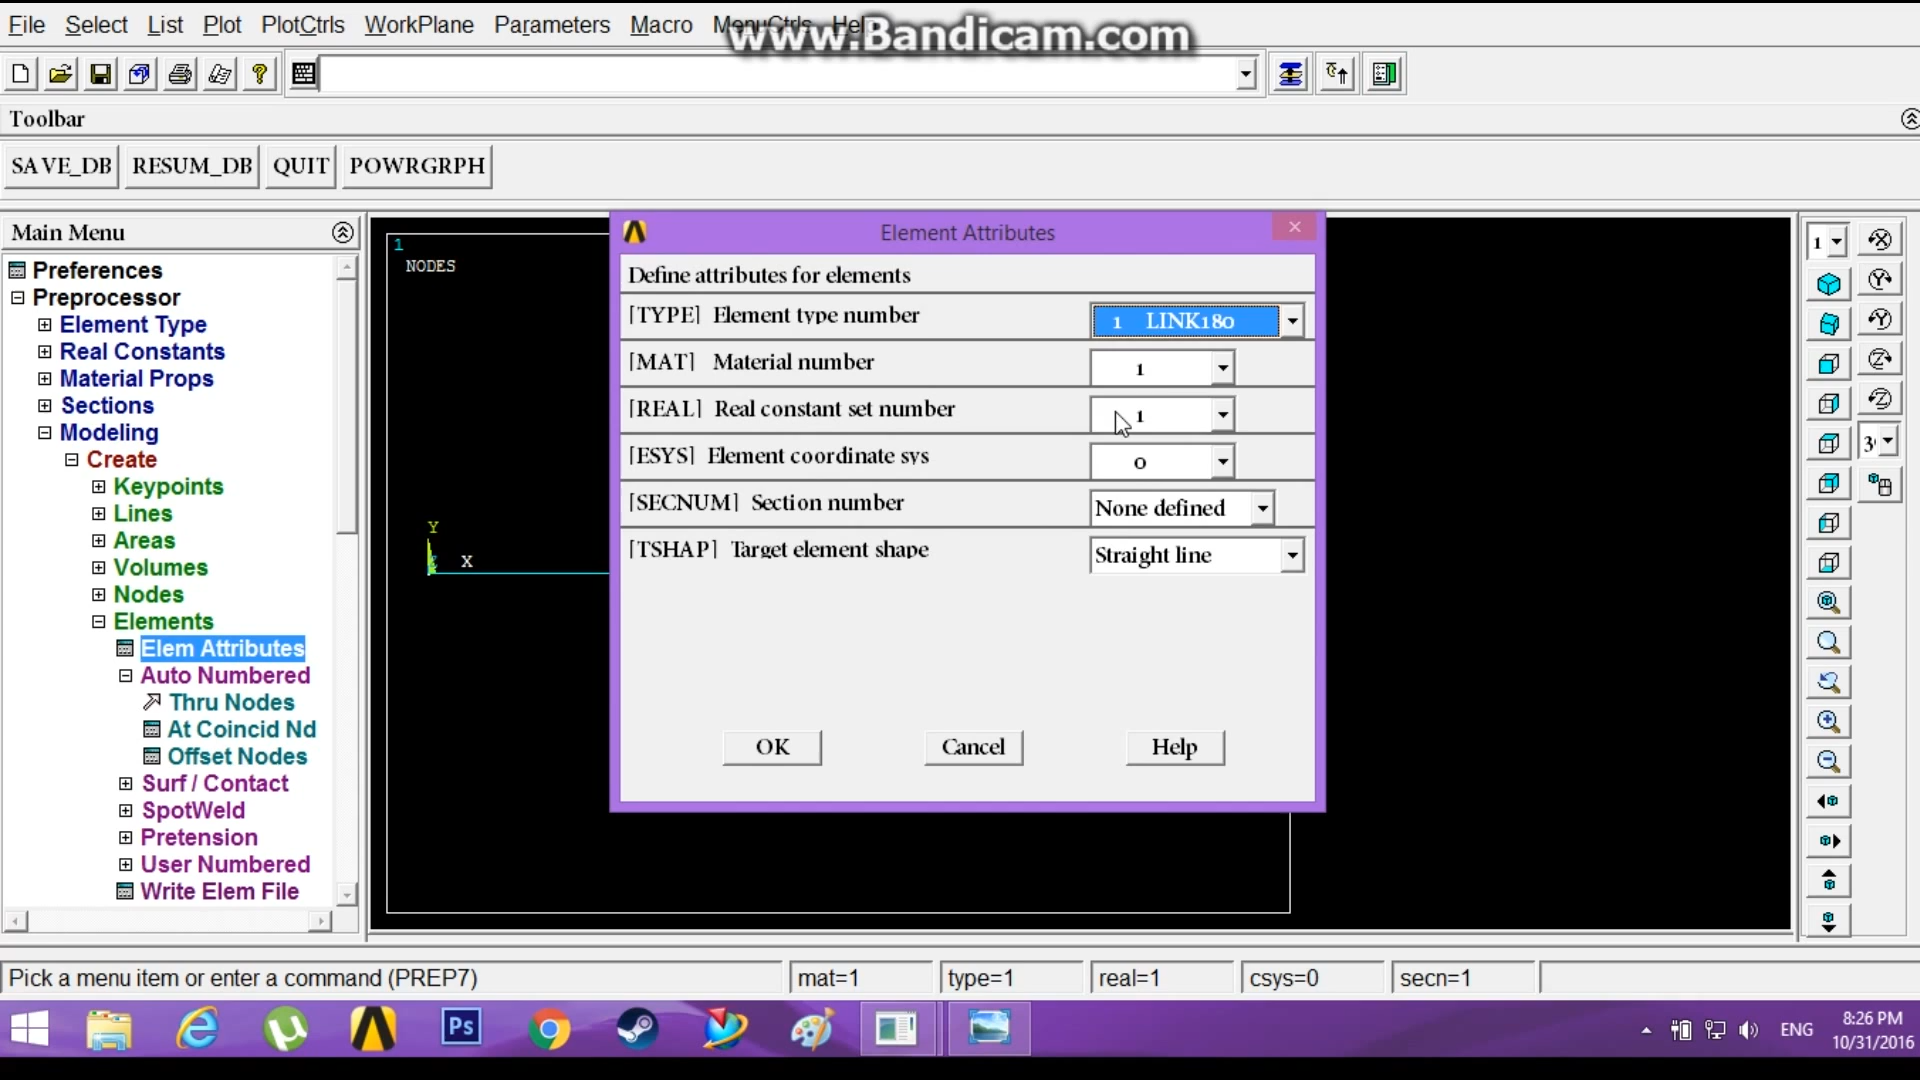 File Select List Plot PlotCtrls WorkPlane Parameters Macro MenuCtrls Help
www.Bandicam.com
Toolbar
SAVE_DB RESUM_DB QUIT POWRGRPH
Main Menu
Preferences
Preprocessor
Element Type
Real Constants
Material Props
Sections
Modeling
Create
Keypoints
Lines
Areas
Volumes
Nodes
Elements
Elem Attributes
Auto Numbered
Thru Nodes
At Coincid Nd
Offset Nodes
Surf / Contact
SpotWeld
Pretension
User Numbered
Write Elem File
1
NODES
Y
X
Element Attributes
Define attributes for elements
[TYPE] Element type number 1 LINK180
[MAT] Material number 1
[REAL] Real constant set number 1
[ESYS] Element coordinate sys 0
[SECNUM] Section number None defined
[TSHAP] Target element shape Straight line
OK Cancel Help
1
3
Pick a menu item or enter a command (PREP7) mat=1 type=1 real=1 csys=0 secn=1
Ps
ENG
8:26 PM
10/31/2016